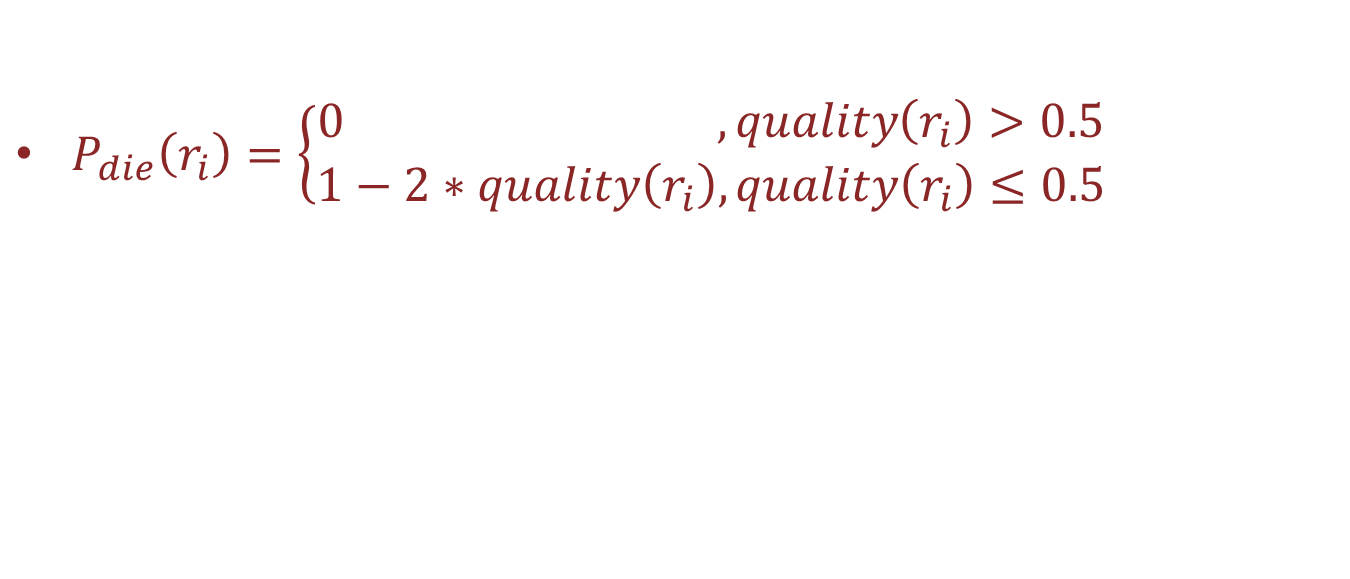 • P_die(r_i) = {0 , quality(r_i) > 0.5
1 − 2 * quality(r_i), quality(r_i) ≤ 0.5